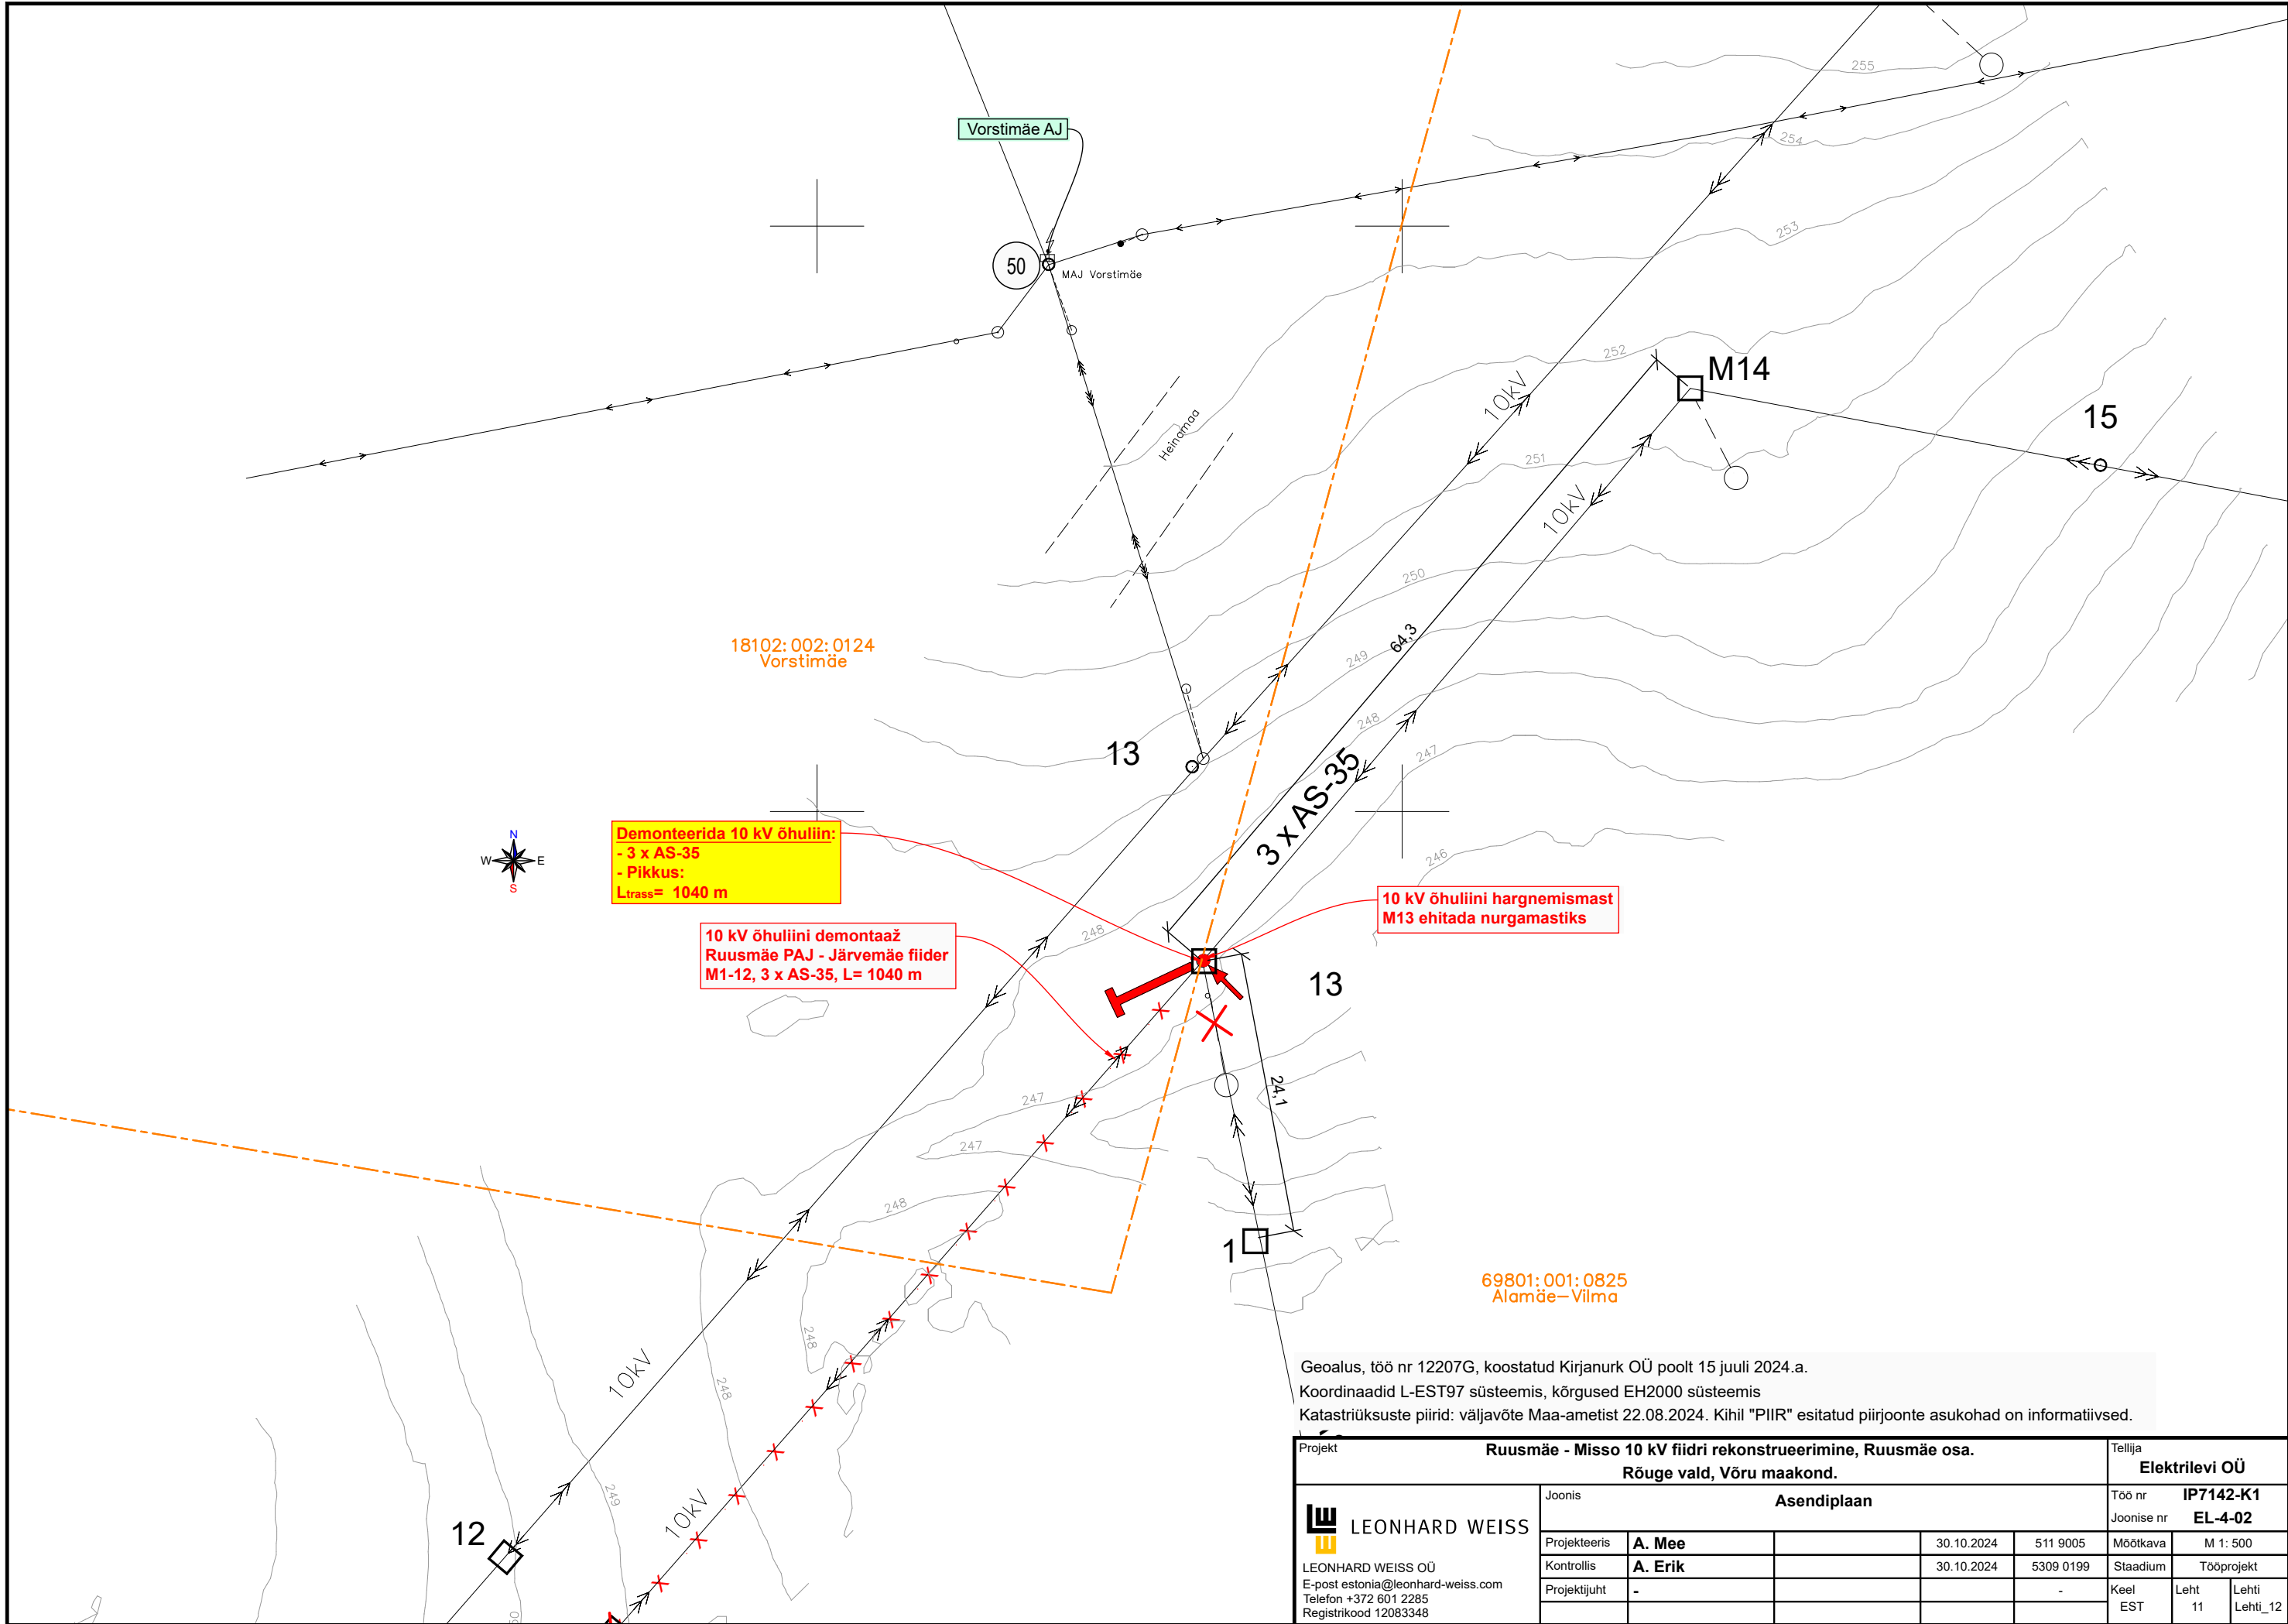 255
254
Vorstimäe AJ
253
50
MAJ Vorstimäe
252
M14
10kV
15
Heinamaa
251
10kV
250
64,3
18102:002:0124
Vorstimäe
249
248
13
247
3 x AS-35
246
N
W
E
S
Demonteerida 10 kV õhuliin:
- 3 x AS-35
- Pikkus:
Ltrass= 1040 m
10 kV õhuliini hargnemismast
M13 ehitada nurgamastiks
248
10 kV õhuliini demontaaž
Ruusmäe PAJ - Järvemäe fiider
M1-12, 3 x AS-35, L= 1040 m
13
24,1
247
247
248
1
69801:001:0825
Alamäe-Vilma
248
10kV
248
249
10kV
12
Geoalus, töö nr 12207G, koostatud Kirjanurk OÜ poolt 15 juuli 2024.a.
Koordinaadid L-EST97 süsteemis, kõrgused EH2000 süsteemis
Katastriüksuste piirid: väljavõte Maa-ametist 22.08.2024. Kihil "PIIR" esitatud piirjoonte asukohad on informatiivsed.
Projekt
Ruusmäe - Misso 10 kV fiidri rekonstrueerimine, Ruusmäe osa.
Rõuge vald, Võru maakond.
Tellija
Elektrilevi OÜ
LEONHARD WEISS
LEONHARD WEISS OÜ
E-post estonia@leonhard-weiss.com
Telefon +372 601 2285
Registrikood 12083348
Joonis
Asendiplaan
Töö nr IP7142-K1
Joonise nr EL-4-02
Projekteeris A. Mee 30.10.2024 511 9005 Mõõtkava M 1: 500
Kontrollis A. Erik 30.10.2024 5309 0199 Staadium Tööprojekt
Projektijuht - - Keel Leht Lehti
EST 11 Lehti_12